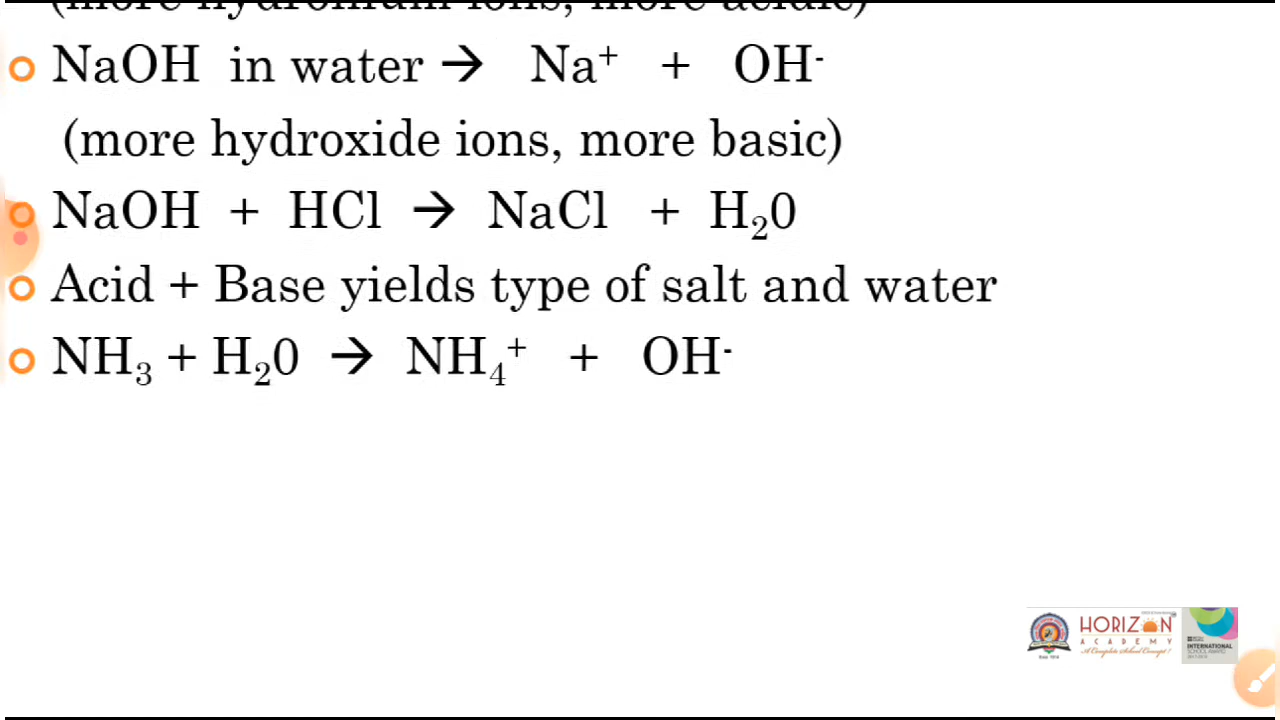 (more hydronium ions, more acidic)
NaOH in water → Na⁺ + OH⁻
(more hydroxide ions, more basic)
NaOH + HCl → NaCl + H₂0
Acid + Base yields type of salt and water
NH₃ + H₂0 → NH₄⁺ + OH⁻
HORIZON
ACADEMY
A Complete School Concept!
INTERNATIONAL
SCHOOL AWARD